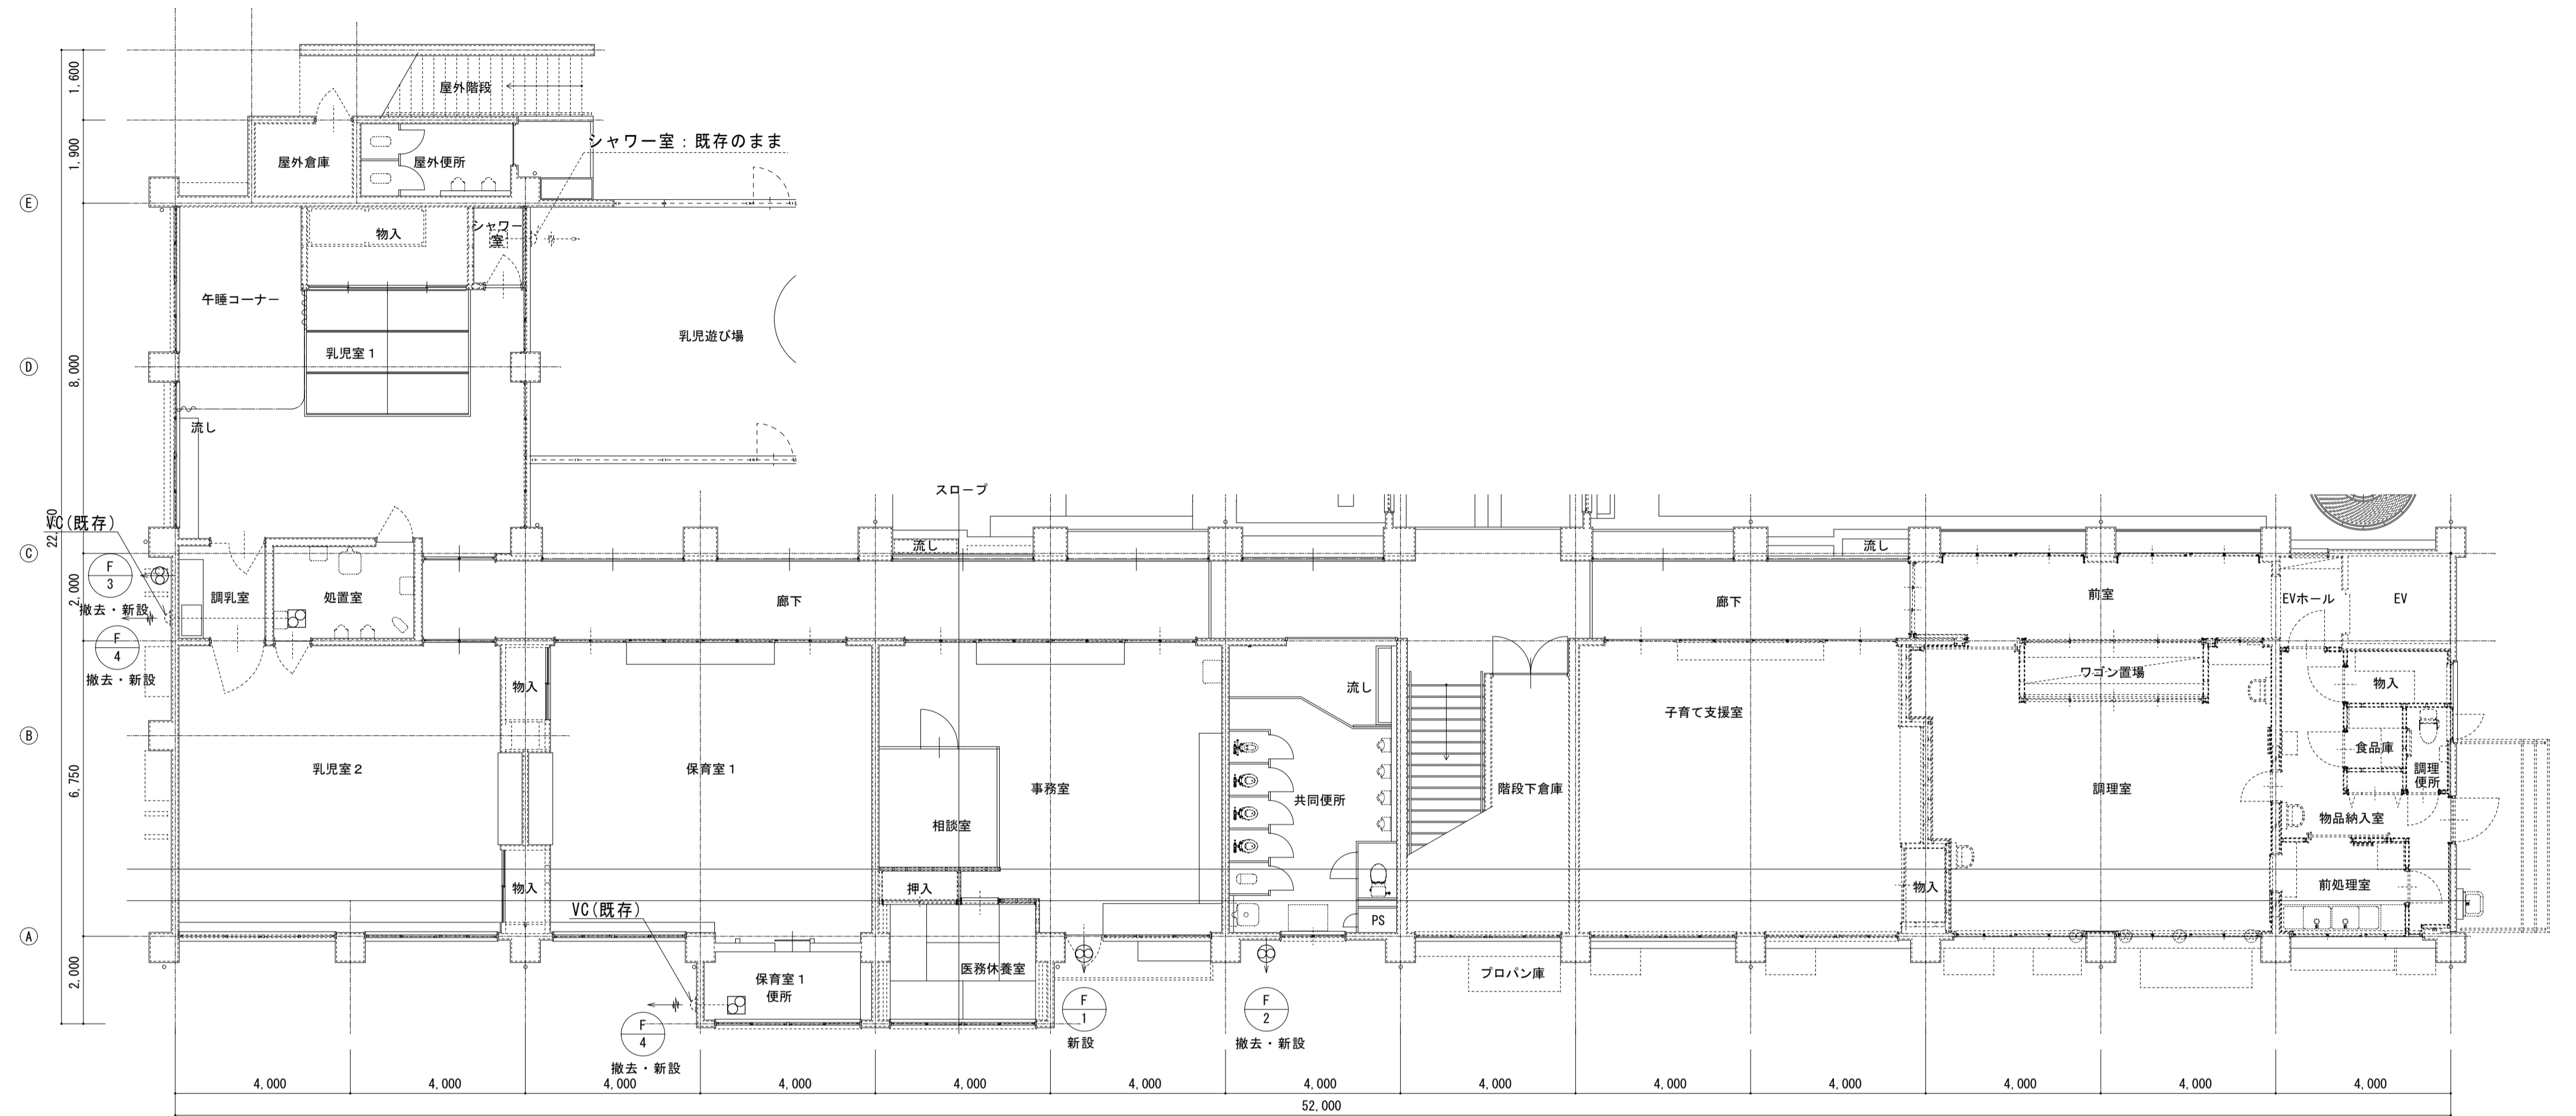 1,600
屋外階段
1,900
屋外倉庫
屋外便所
シャワー室：既存のまま
E
物入
シャワー
室
午睡コーナー
乳児遊び場
乳児室１
D
8,000
流し
スロープ
VC(既存)
C
流し
流し
F
3
撤去・新設
2,000
調乳室
処置室
廊下
廊下
前室
EVホール
EV
F
4
撤去・新設
物入
流し
ワゴン置場
物入
子育て支援室
B
食品庫
乳児室２
保育室１
事務室
共同便所
階段下倉庫
調理室
調理
便所
6,750
相談室
物品納入室
物入
押入
物入
前処理室
VC(既存)
PS
A
2,000
保育室１
便所
医務休養室
プロパン庫
F
4
撤去・新設
F
1
新設
F
2
撤去・新設
4,000
4,000
4,000
4,000
4,000
4,000
4,000
4,000
4,000
4,000
4,000
4,000
4,000
52,000